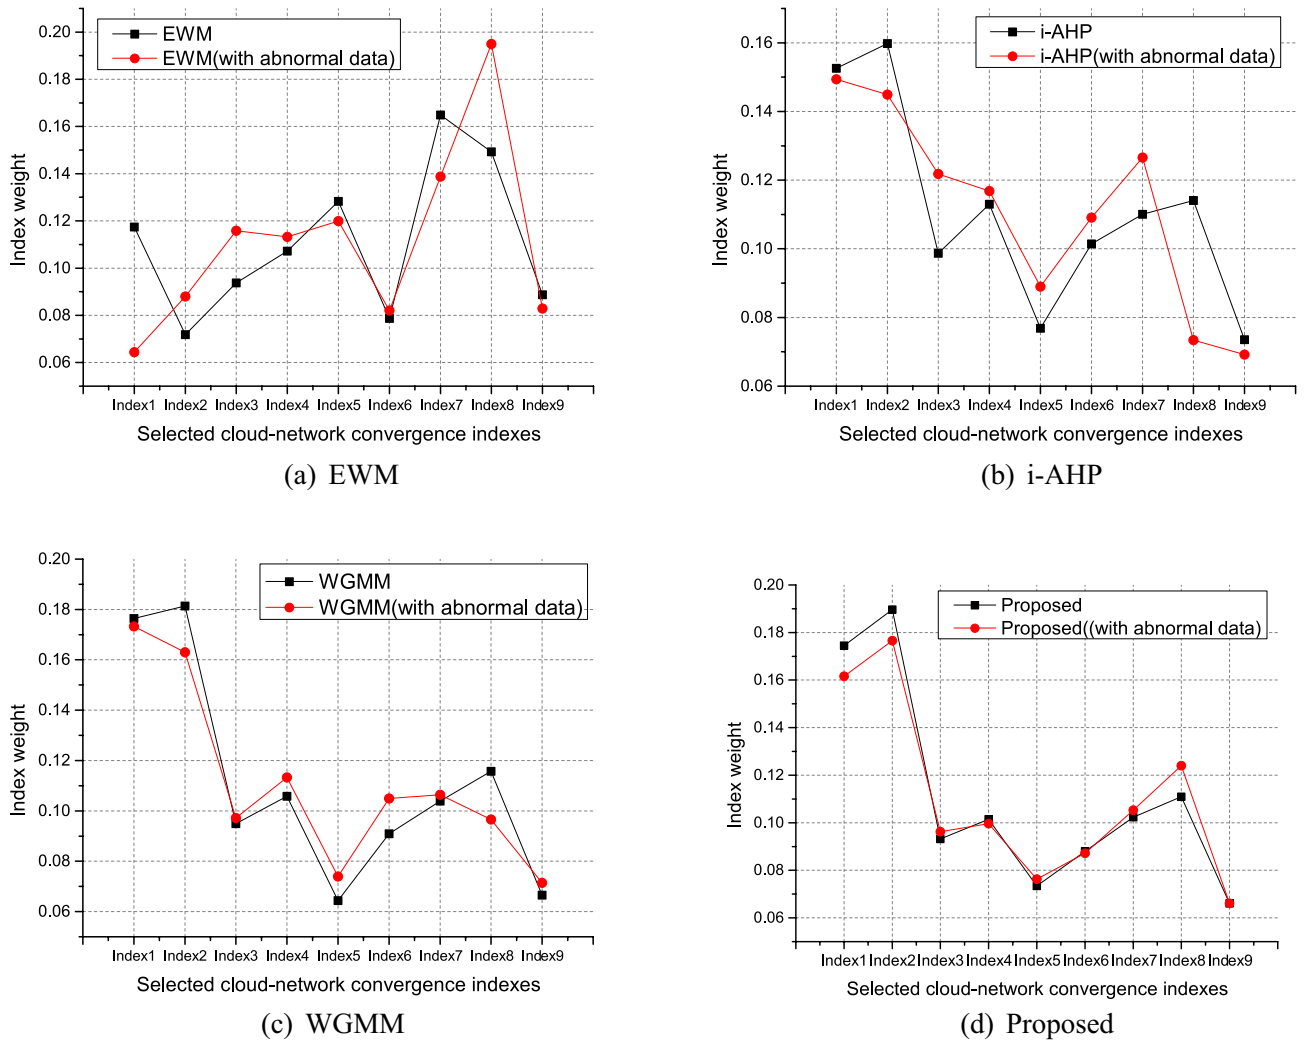 EWM
EWM(with abnormal data)
0.20
0.18
0.16
0.14
0.12
0.10
0.08
0.06
Index weight
Index1 Index2 Index3 Index4 Index5 Index6 Index7 Index8 Index9
Selected cloud-network convergence indexes
(a) EWM
i-AHP
i-AHP(with abnormal data)
0.16
0.14
0.12
0.10
0.08
0.06
Index weight
Index1 Index2 Index3 Index4 Index5 Index6 Index7 Index8 Index9
Selected cloud-network convergence indexes
(b) i-AHP
WGMM
WGMM(with abnormal data)
0.20
0.18
0.16
0.14
0.12
0.10
0.08
0.06
Index weight
Index1 Index2 Index3 Index4 Index5 Index6 Index7 Index8 Index9
Selected cloud-network convergence indexes
(c) WGMM
Proposed
Proposed((with abnormal data)
0.20
0.18
0.16
0.14
0.12
0.10
0.08
0.06
Index weight
Index1 Index2 Index3 Index4 Index5 Index6 Index7 Index8 Index9
Selected cloud-network convergence indexes
(d) Proposed